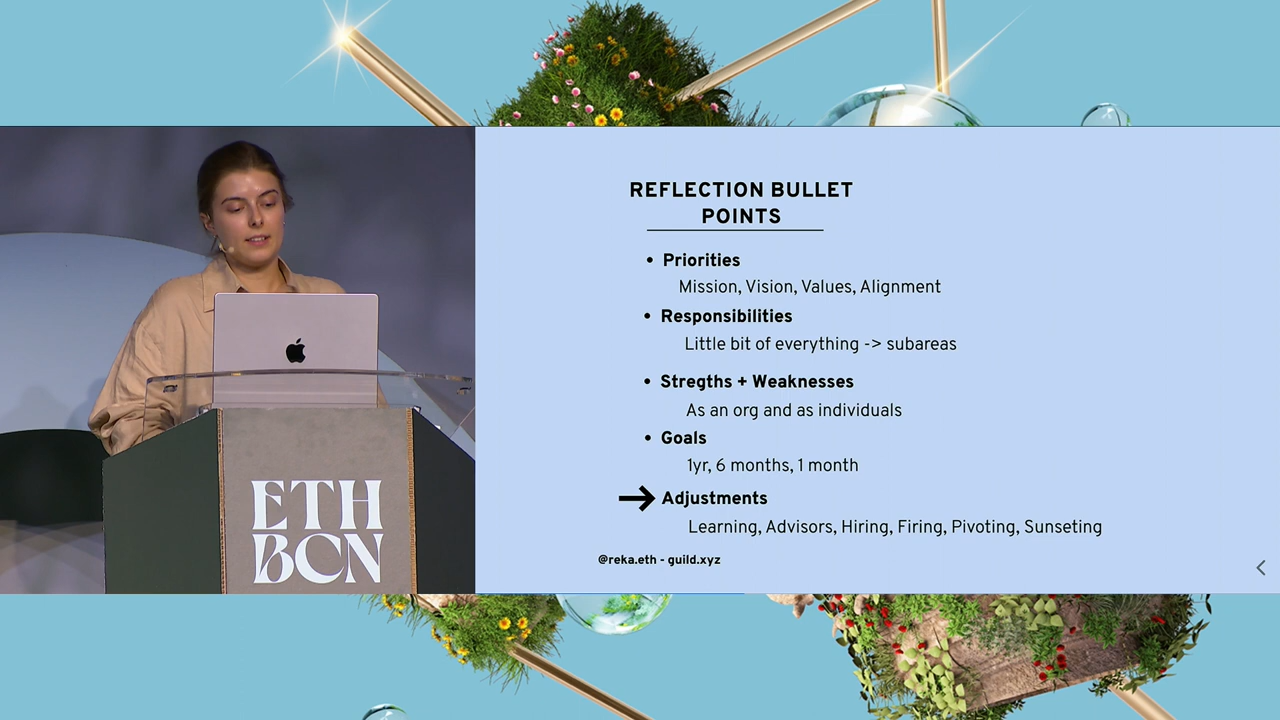 REFLECTION BULLET
POINTS
• Priorities
Mission, Vision, Values, Alignment
• Responsibilities
Little bit of everything -> subareas
• Stregths + Weaknesses
As an org and as individuals
• Goals
1yr, 6 months, 1 month
Adjustments
Learning, Advisors, Hiring, Firing, Pivoting, Sunseting
@reka.eth - guild.xyz
ETH
BCN